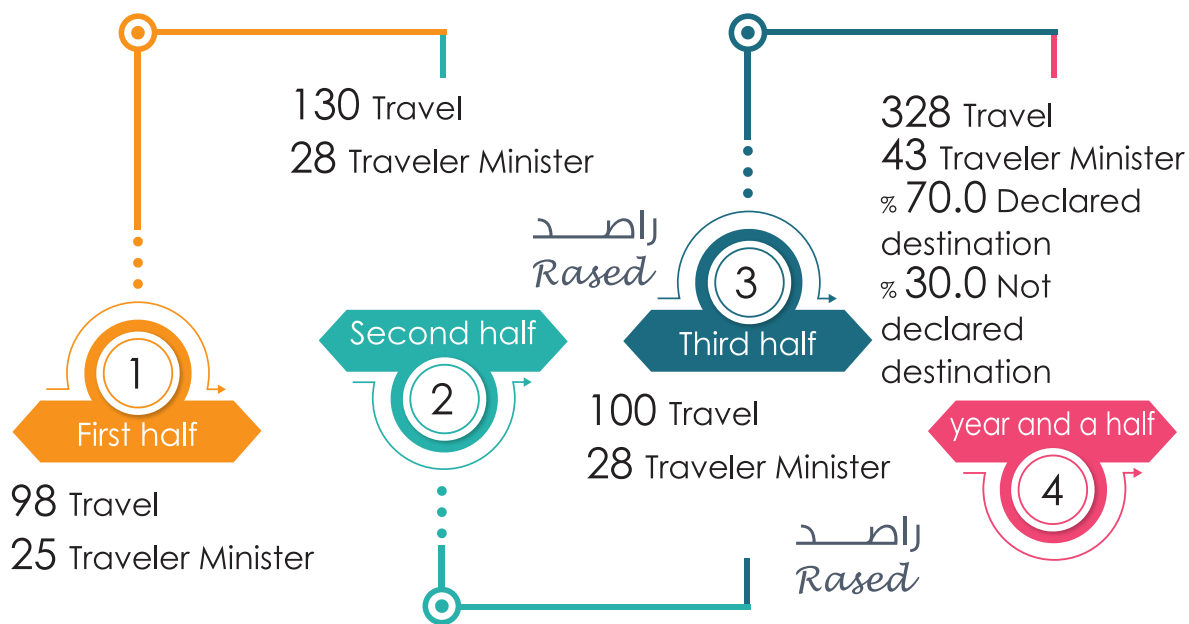 1
First half
98 Travel
25 Traveler Minister
130 Travel
28 Traveler Minister
Second half
2
راصد
Rased
3
Third half
100 Travel
28 Traveler Minister
328 Travel
43 Traveler Minister
% 70.0 Declared
destination
% 30.0 Not
declared
destination
year and a half
4
راصد
Rased